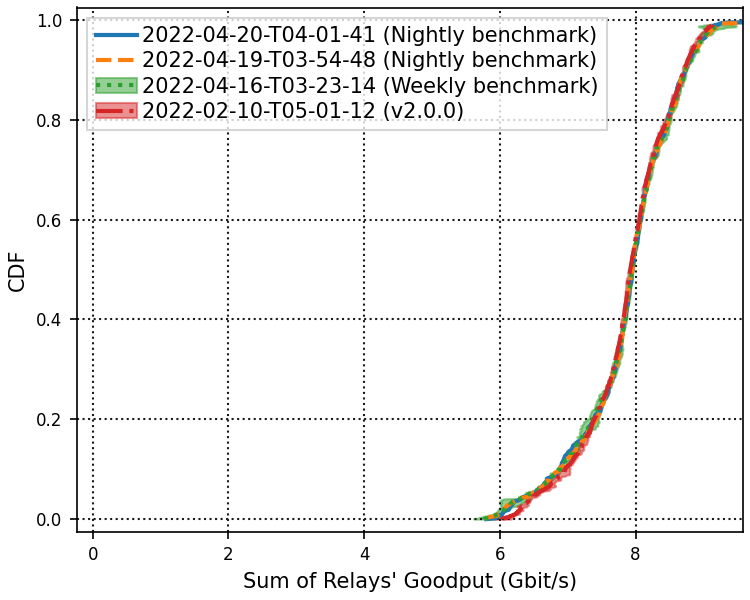 2022-04-20-T04-01-41 (Nightly benchmark)
2022-04-19-T03-54-48 (Nightly benchmark)
2022-04-16-T03-23-14 (Weekly benchmark)
2022-02-10-T05-01-12 (v2.0.0)
1.0
0.8
0.6
0.4
0.2
0.0
CDF
0 2 4 6 8
Sum of Relays' Goodput (Gbit/s)